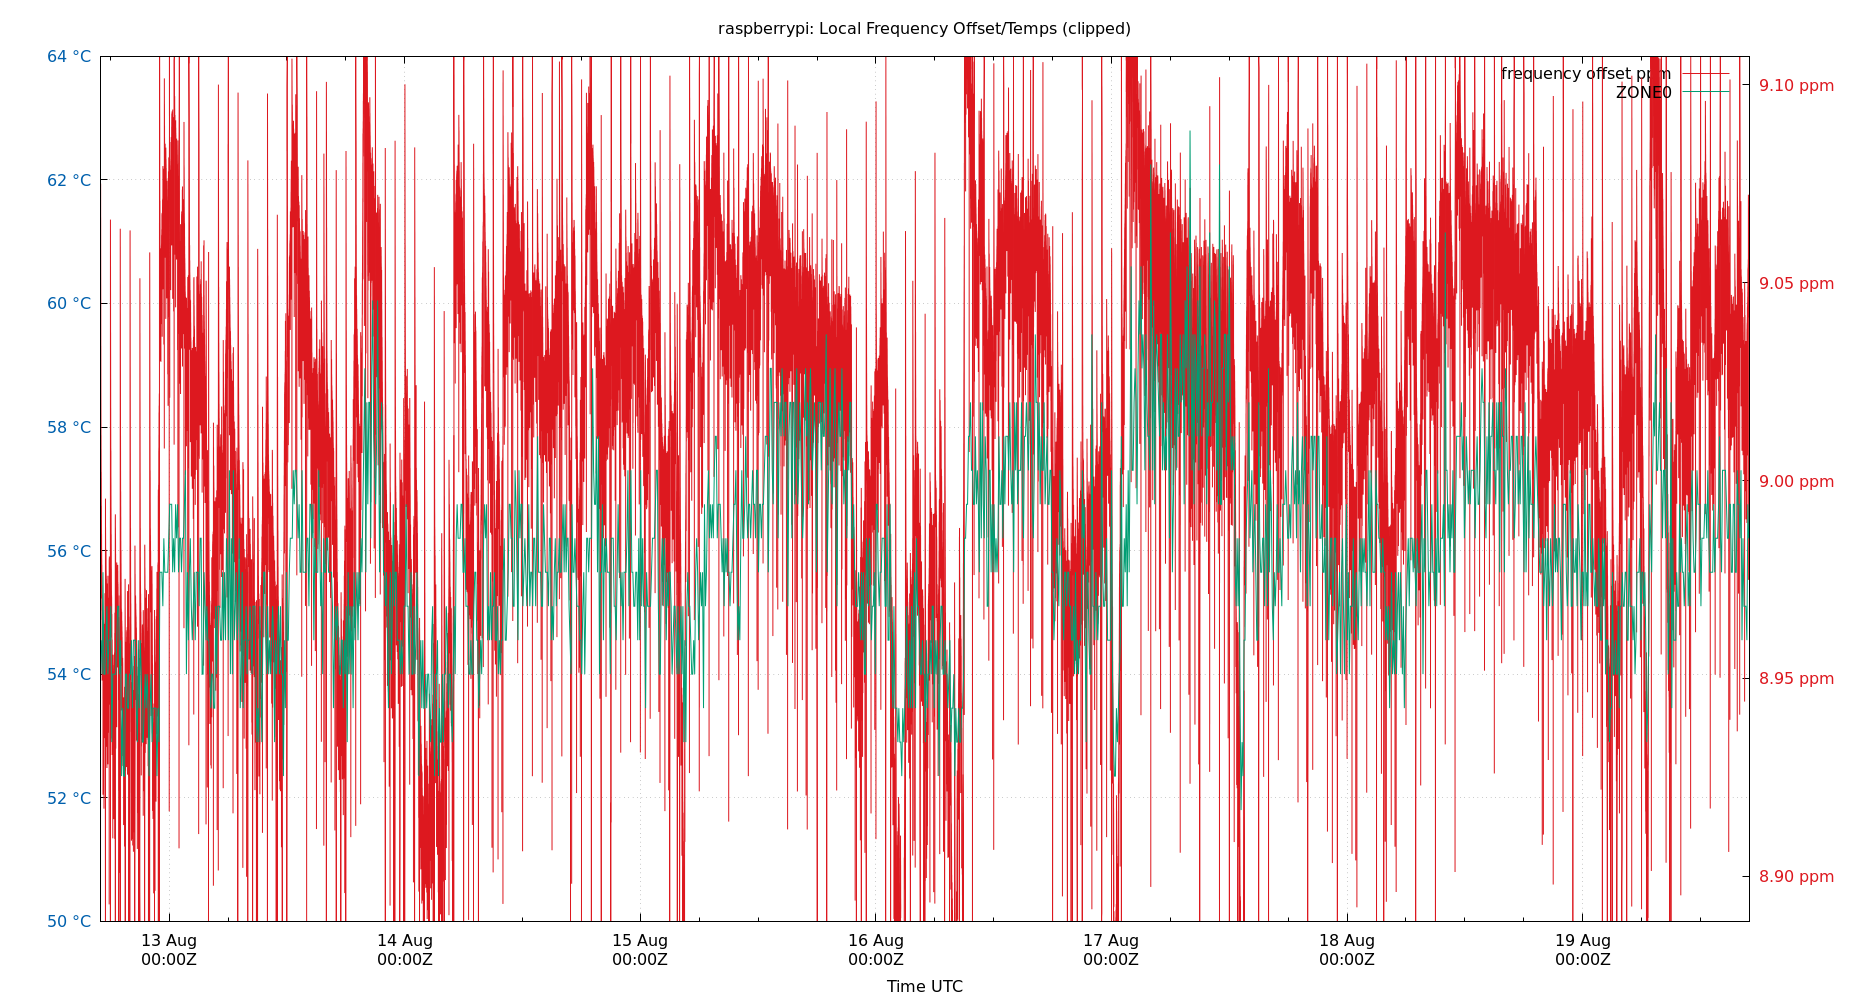 raspberrypi: Local Frequency Offset/Temps (clipped)
64 °C
62 °C
60 °C
58 °C
56 °C
54 °C
52 °C
50 °C
frequency offset ppm
ZONE0
9.10 ppm
9.05 ppm
9.00 ppm
8.95 ppm
8.90 ppm
13 Aug
00:00Z
14 Aug
00:00Z
15 Aug
00:00Z
16 Aug
00:00Z
17 Aug
00:00Z
18 Aug
00:00Z
19 Aug
00:00Z
Time UTC